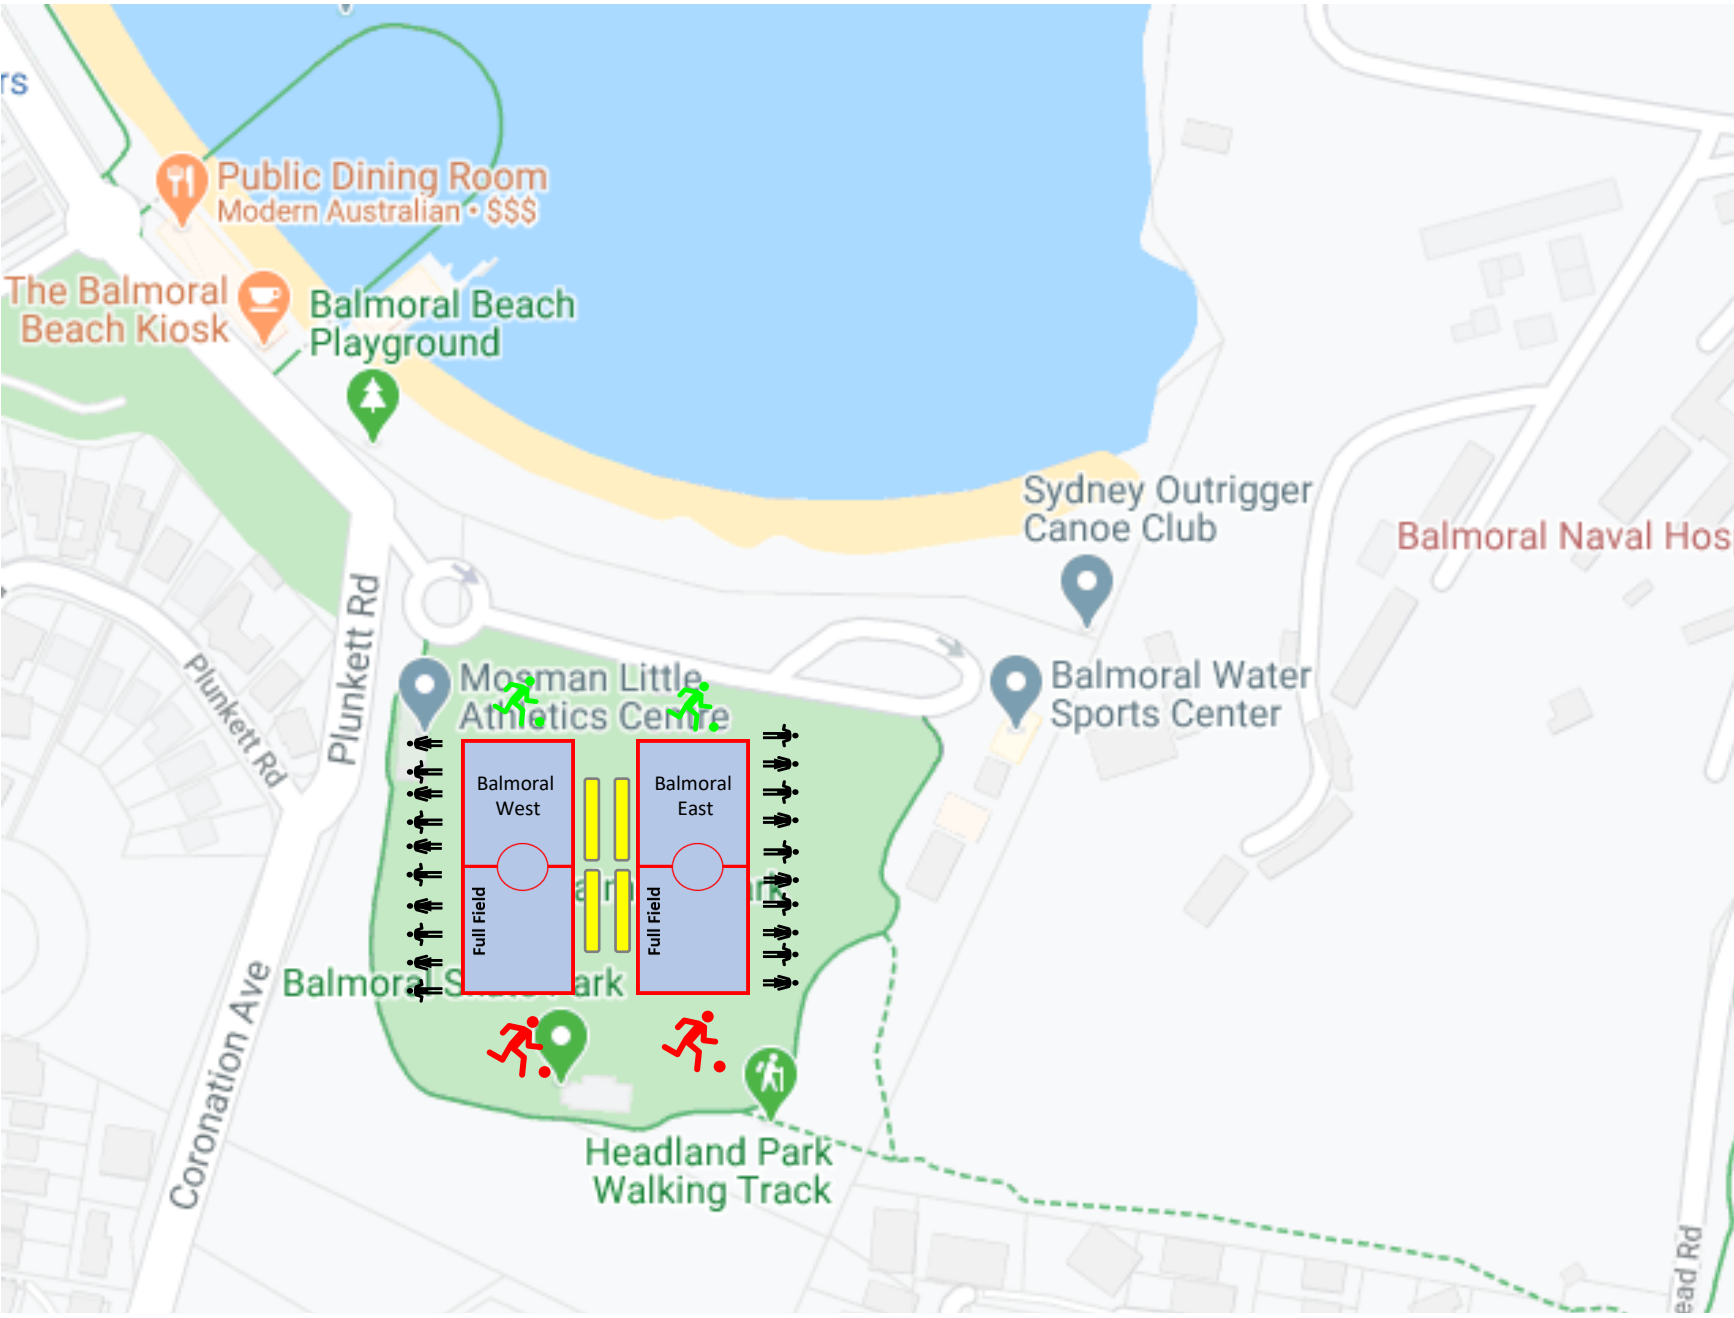 rs
Public Dining Room
Modern Australian • $$$
The Balmoral
Beach Kiosk
Balmoral Beach
Playground
Sydney Outrigger
Canoe Club
Balmoral Naval Hos
Plunkett Rd
Plunkett Rd
Mosman Little
Athletics Centre
Balmoral Water
Sports Center
Balmoral
West
Balmoral
East
Full Field
Full Field
Balmoral Skate Park
Coronation Ave
Headland Park
Walking Track
ead Rd